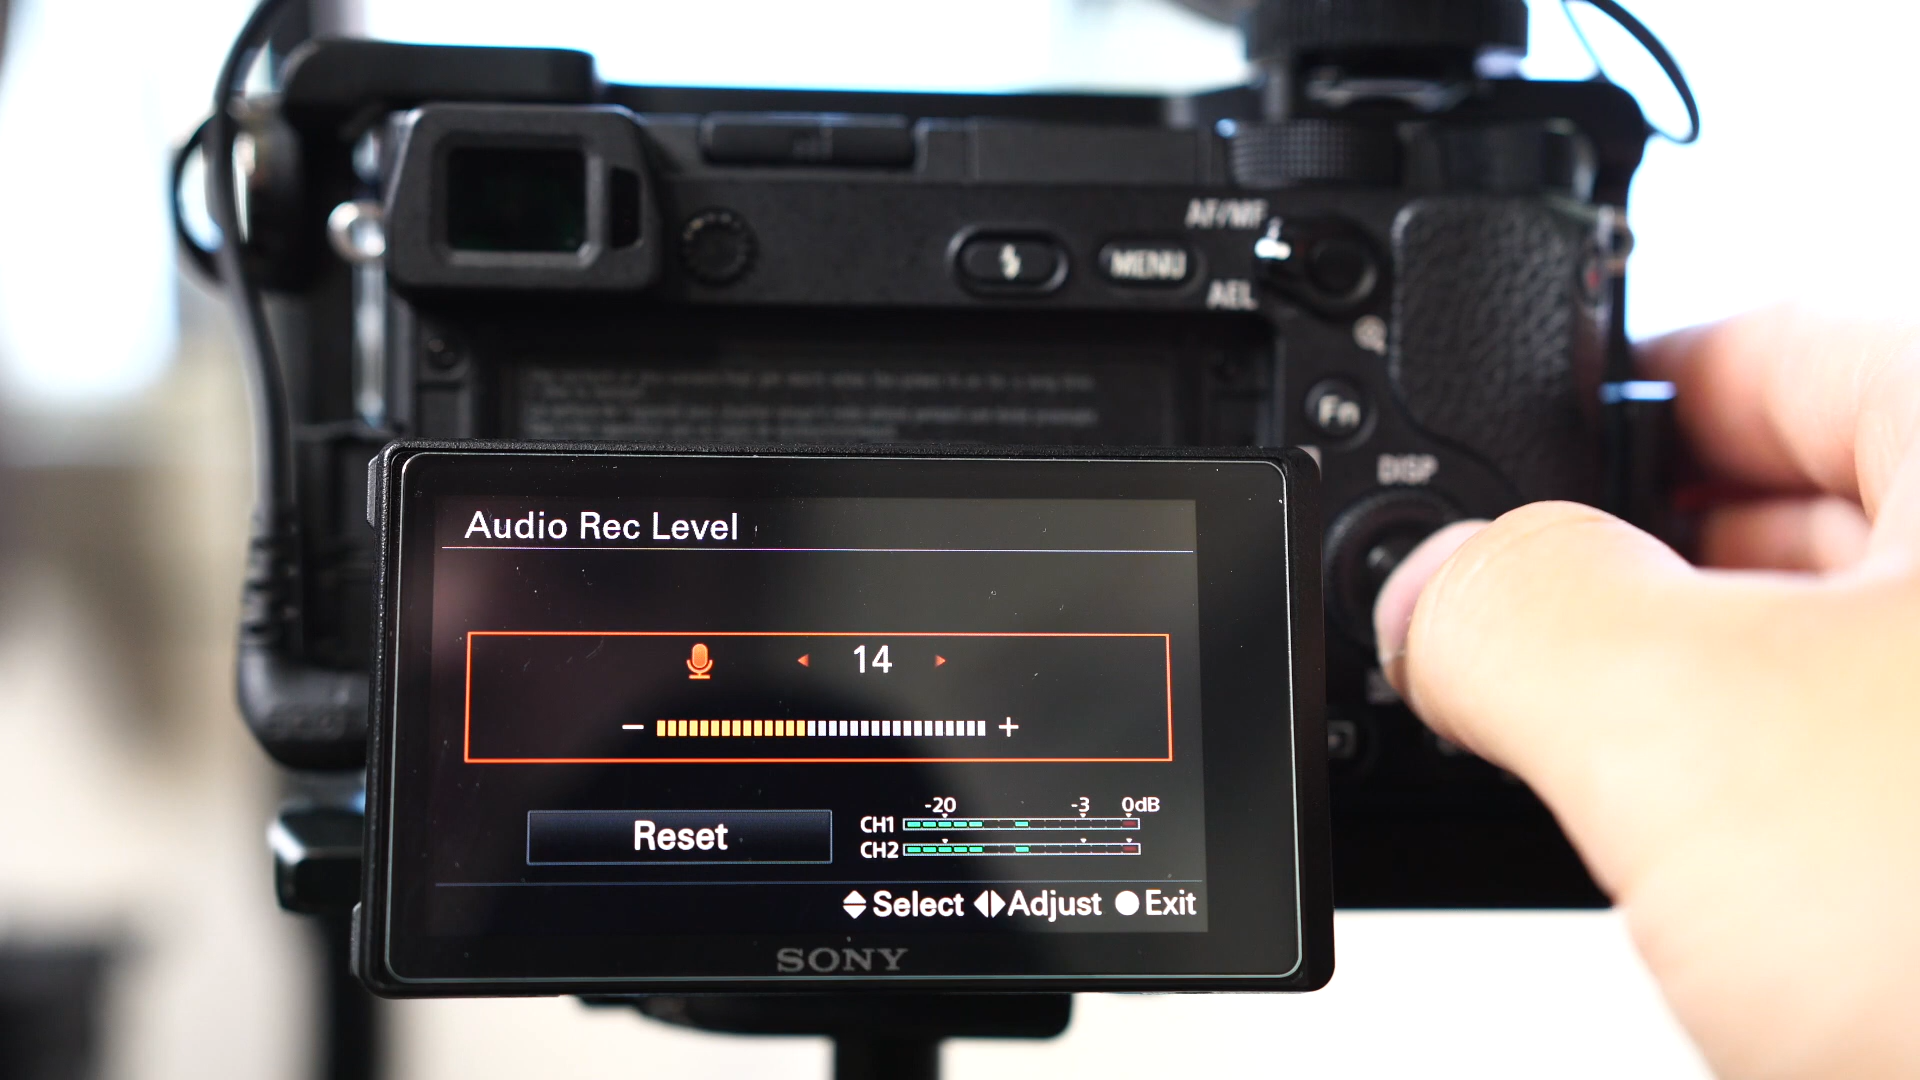 AF/MF
MENU
AEL
Fn
DISP
Audio Rec Level
14
− +
-20 -3 0dB
CH1
CH2
Reset
Select Adjust Exit
SONY